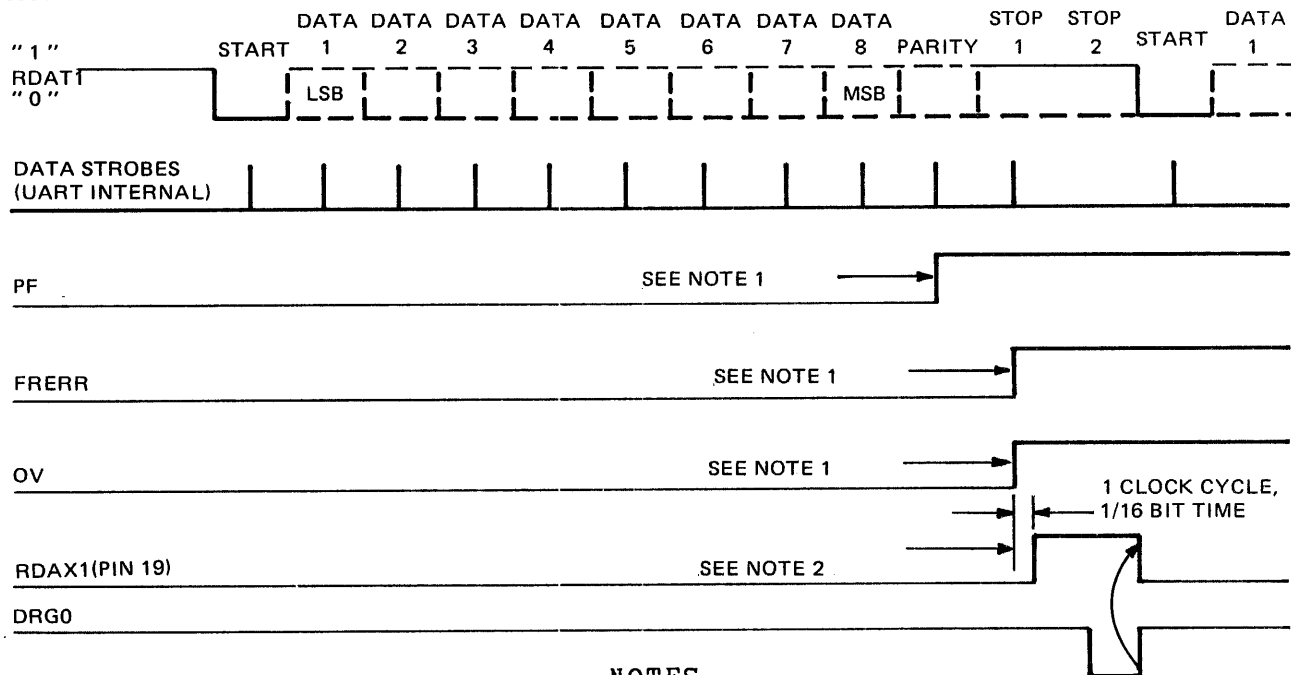 DATA DATA DATA DATA DATA DATA DATA DATA STOP STOP DATA
"1" START 1 2 3 4 5 6 7 8 PARITY 1 2 START 1
RDAT1
"0" LSB MSB
DATA STROBES
(UART INTERNAL)
PF SEE NOTE 1
FRERR SEE NOTE 1
OV SEE NOTE 1
1 CLOCK CYCLE,
1/16 BIT TIME
RDAX1(PIN 19) SEE NOTE 2
DRG0
NOTES